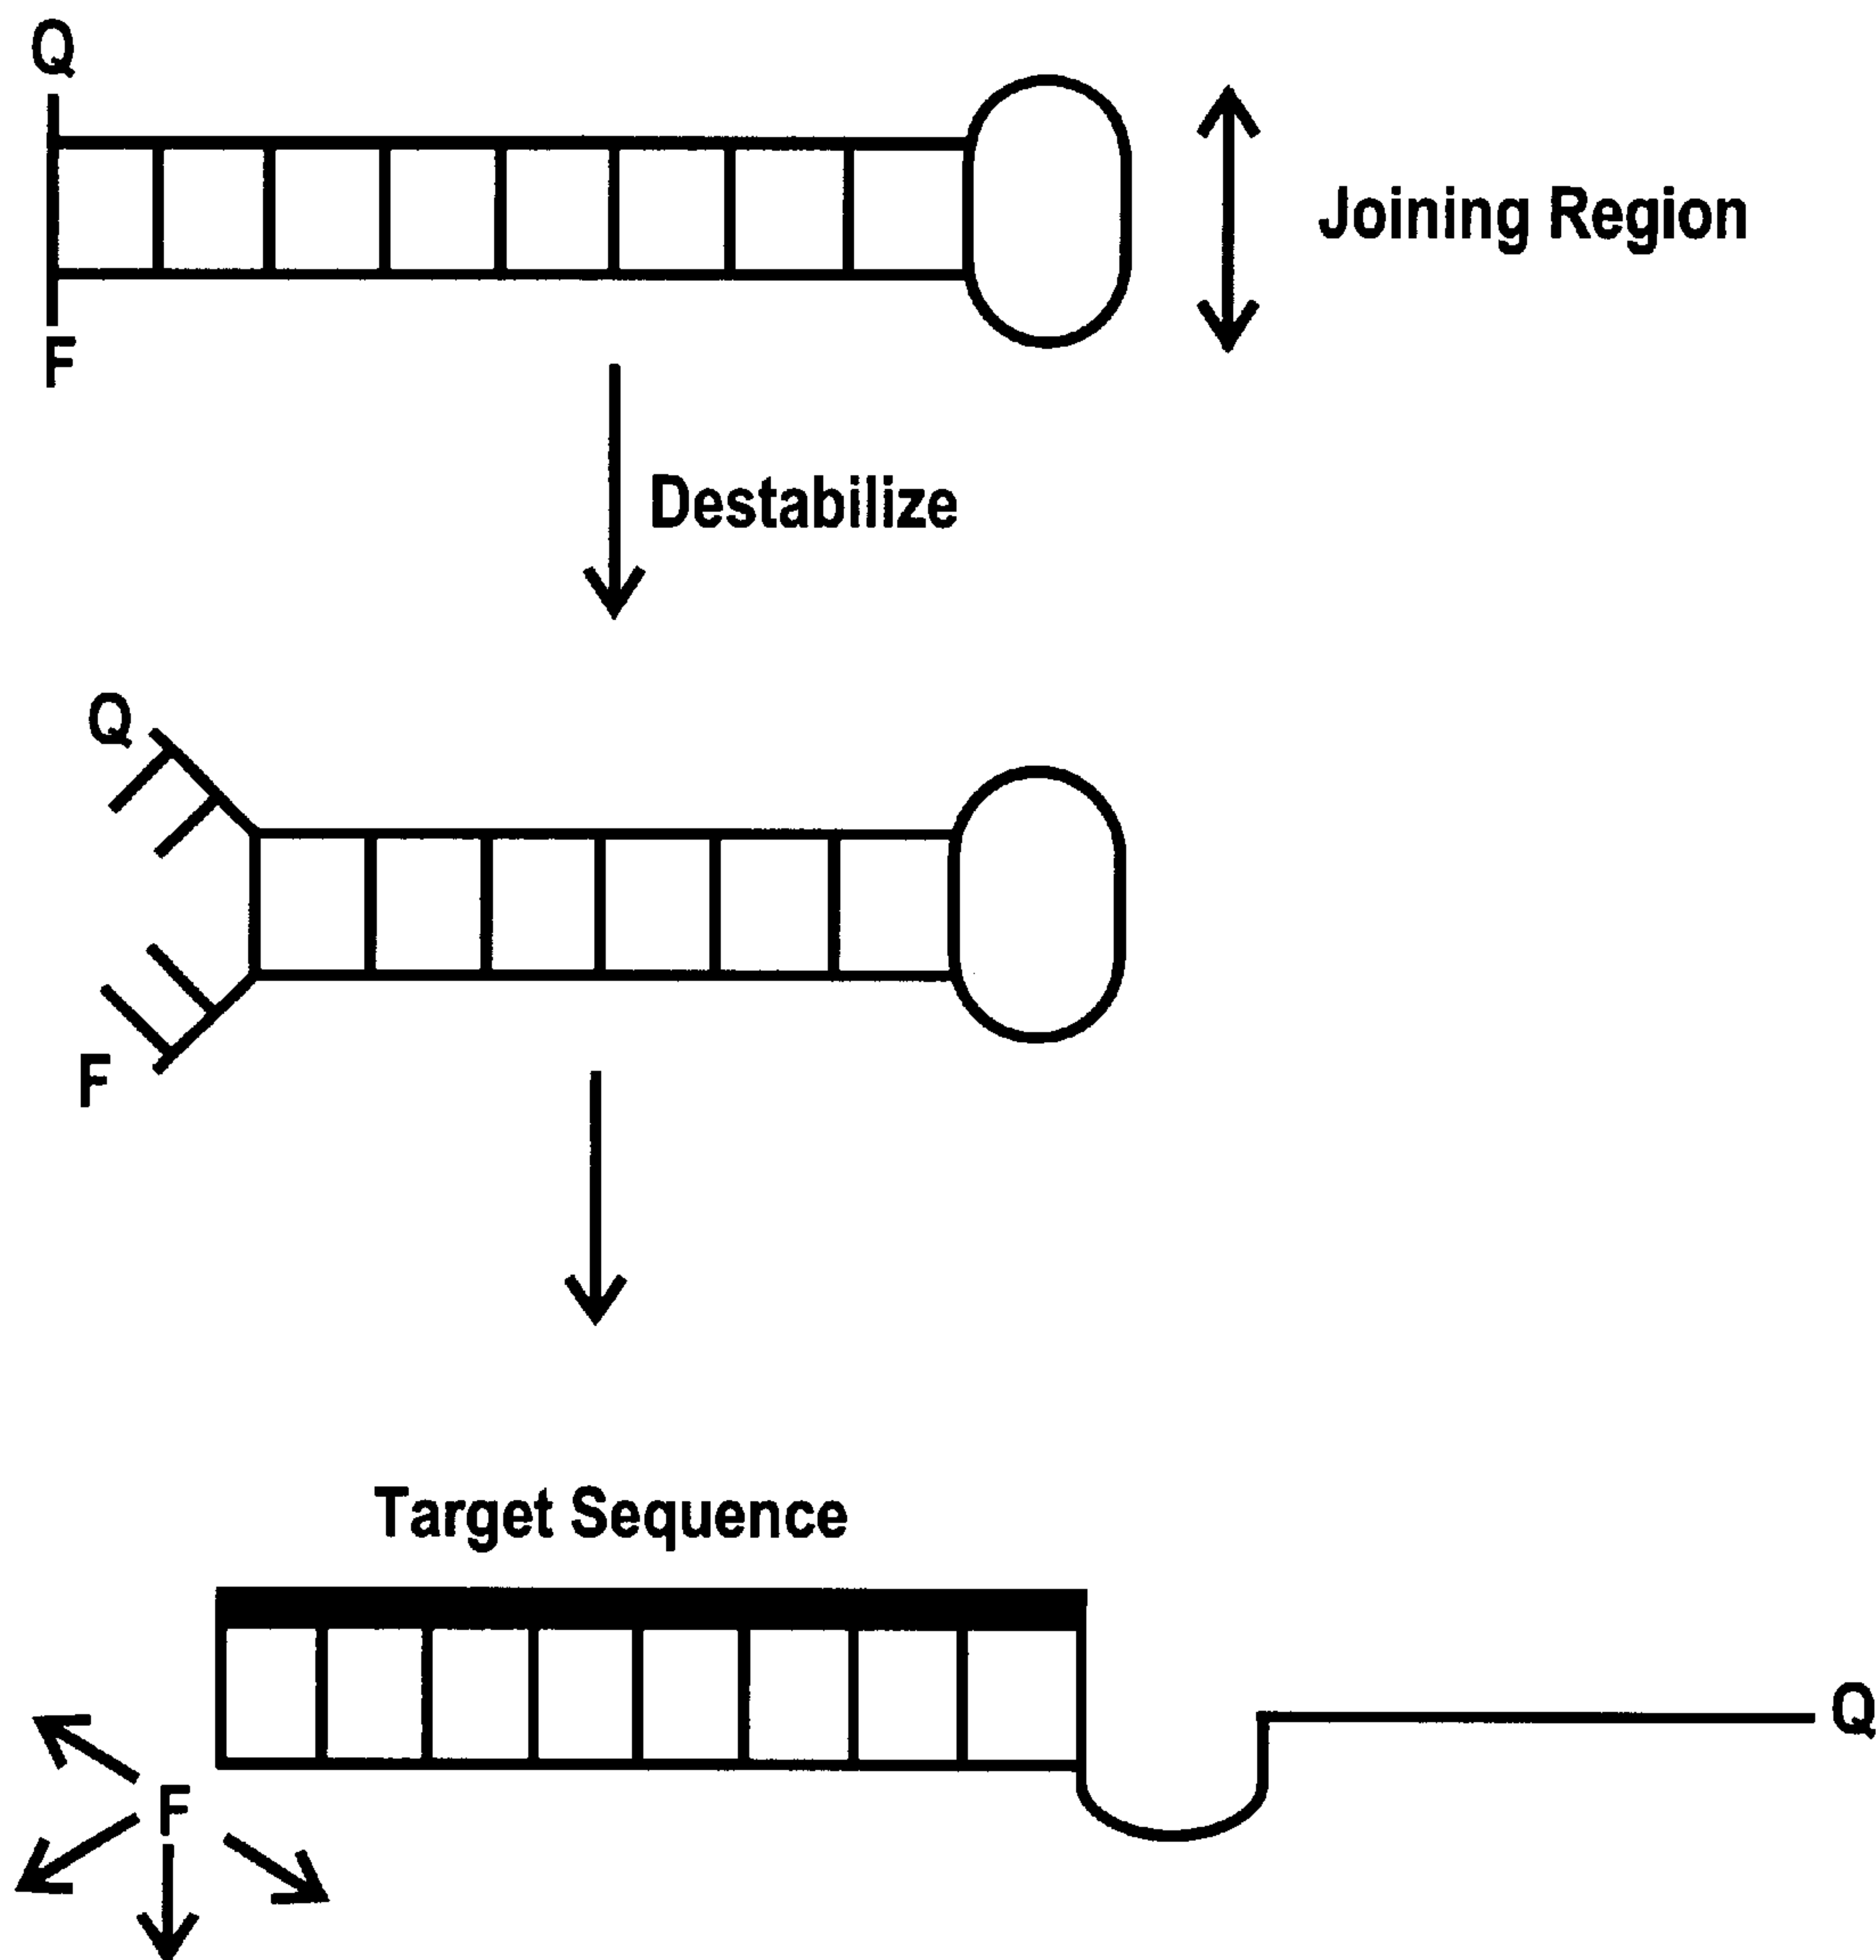 Q
Joining Region
F
Destabilize
Q
F
Target Sequence
Q
F